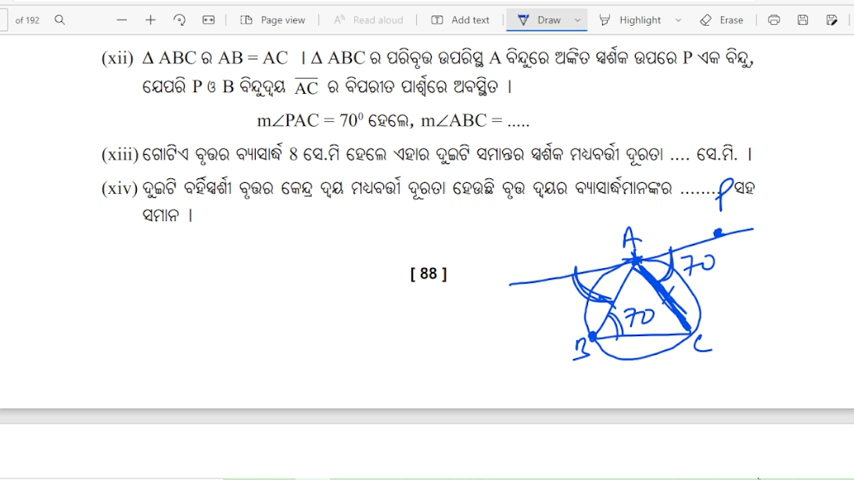 of 192
Page view
Read aloud
Add text
Draw
Highlight
Erase
(xii) Δ ABC ର AB = AC । Δ ABC ର ପରିବୃତ୍ତ ଉପରିସ୍ଥ A ବିନ୍ଦୁରେ ଅଙ୍କିତ ସ୍ପର୍ଶକ ଉପରେ P ଏକ ବିନ୍ଦୁ,
ଯେପରି P ଓ B ବିନ୍ଦୁଦ୍ୱୟ AC ର ବିପରୀତ ପାର୍ଶ୍ୱରେ ଅବସ୍ଥିତ ।
m∠PAC = 70⁰ ହେଲେ, m∠ABC = .....
(xiii) ଗୋଟିଏ ବୃତ୍ତର ବ୍ୟାସାର୍ଦ୍ଧ 8 ସେ.ମି ହେଲେ ଏହାର ଦୁଇଟି ସମାନ୍ତର ସ୍ପର୍ଶକ ମଧ୍ୟବର୍ତ୍ତୀ ଦୂରତା .... ସେ.ମି. ।
(xiv) ଦୁଇଟି ବର୍ହିସ୍ପର୍ଶୀ ବୃତ୍ତର କେନ୍ଦ୍ର ଦ୍ୱୟ ମଧ୍ୟବର୍ତ୍ତୀ ଦୂରତା ହେଉଛି ବୃତ୍ତ ଦ୍ୱୟର ବ୍ୟାସାର୍ଦ୍ଧମାନଙ୍କର ........ ସହ
ସମାନ ।
P
A
70
[ 88 ]
70
B
C